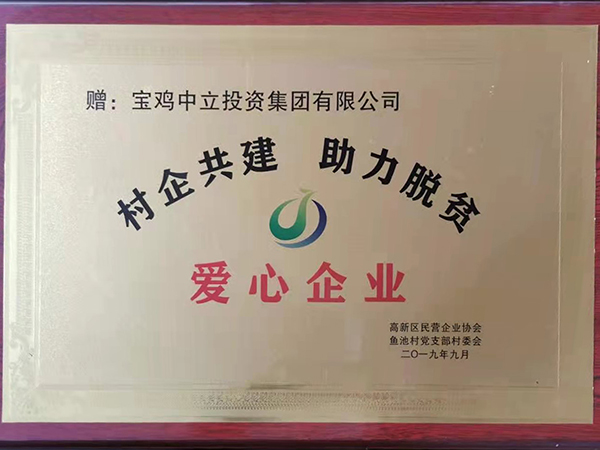 赠：宝鸡中立投资集团有限公司
村企共建 助力脱贫
爱心企业
高新区民营企业协会
鱼池村党支部村委会
二〇一九年九月